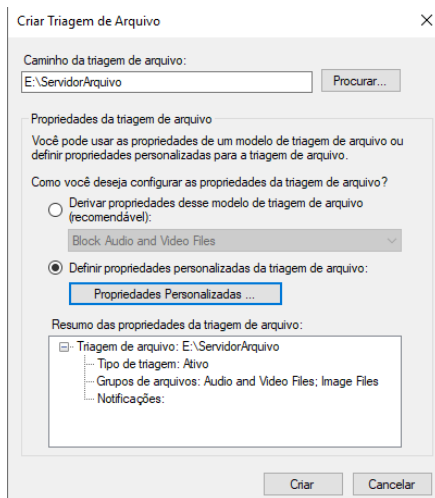 Criar Triagem de Arquivo
Caminho da triagem de arquivo:
E:\ServidorArquivo
Procurar...
Propriedades da triagem de arquivo
Você pode usar as propriedades de um modelo de triagem de arquivo ou
definir propriedades personalizadas para a triagem de arquivo.
Como você deseja configurar as propriedades da triagem de arquivo?
Derivar propriedades desse modelo de triagem de arquivo
(recomendável):
Block Audio and Video Files
Definir propriedades personalizadas da triagem de arquivo:
Propriedades Personalizadas ...
Resumo das propriedades da triagem de arquivo:
Triagem de arquivo: E:\ServidorArquivo
Tipo de triagem: Ativo
Grupos de arquivos: Audio and Video Files; Image Files
Notificações:
Criar
Cancelar